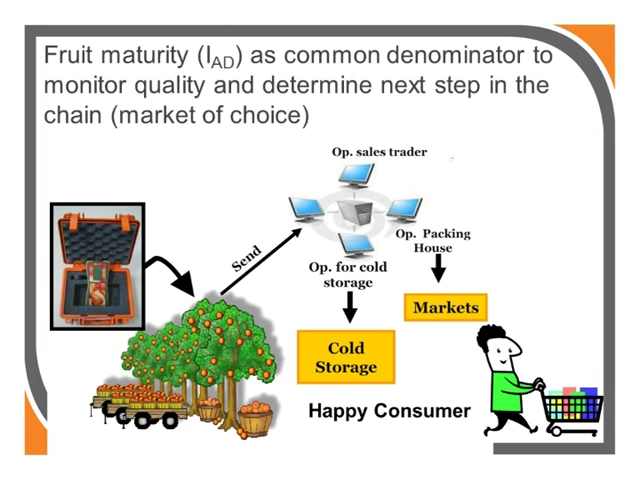 Fruit maturity (I_AD) as common denominator to
monitor quality and determine next step in the
chain (market of choice)
Op. sales trader
Send
Op. Packing
House
Op. for cold
storage
Markets
Cold
Storage
Happy Consumer